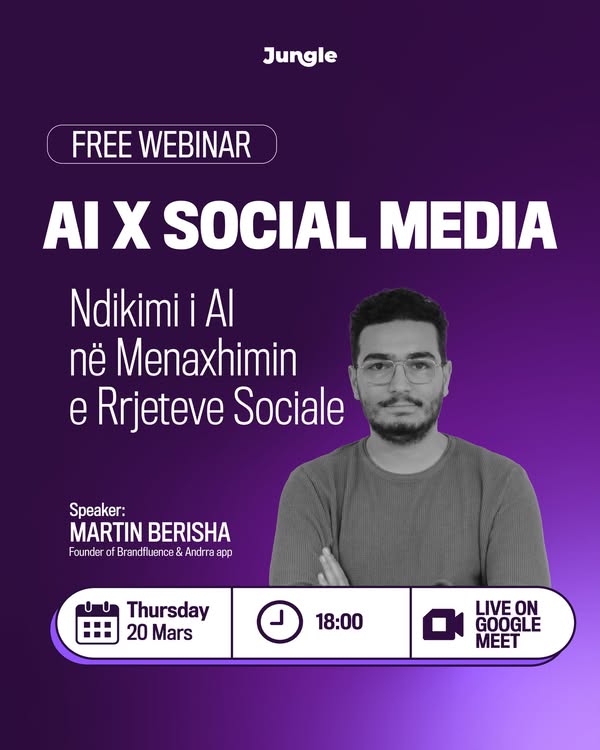 Jungle
FREE WEBINAR
AI X SOCIAL MEDIA
Ndikimi i AI
në Menaxhimin
e Rrjeteve Sociale
Speaker:
MARTIN BERISHA
Founder of Brandfluence & Andrra app
Thursday
20 Mars
18:00
LIVE ON
GOOGLE
MEET